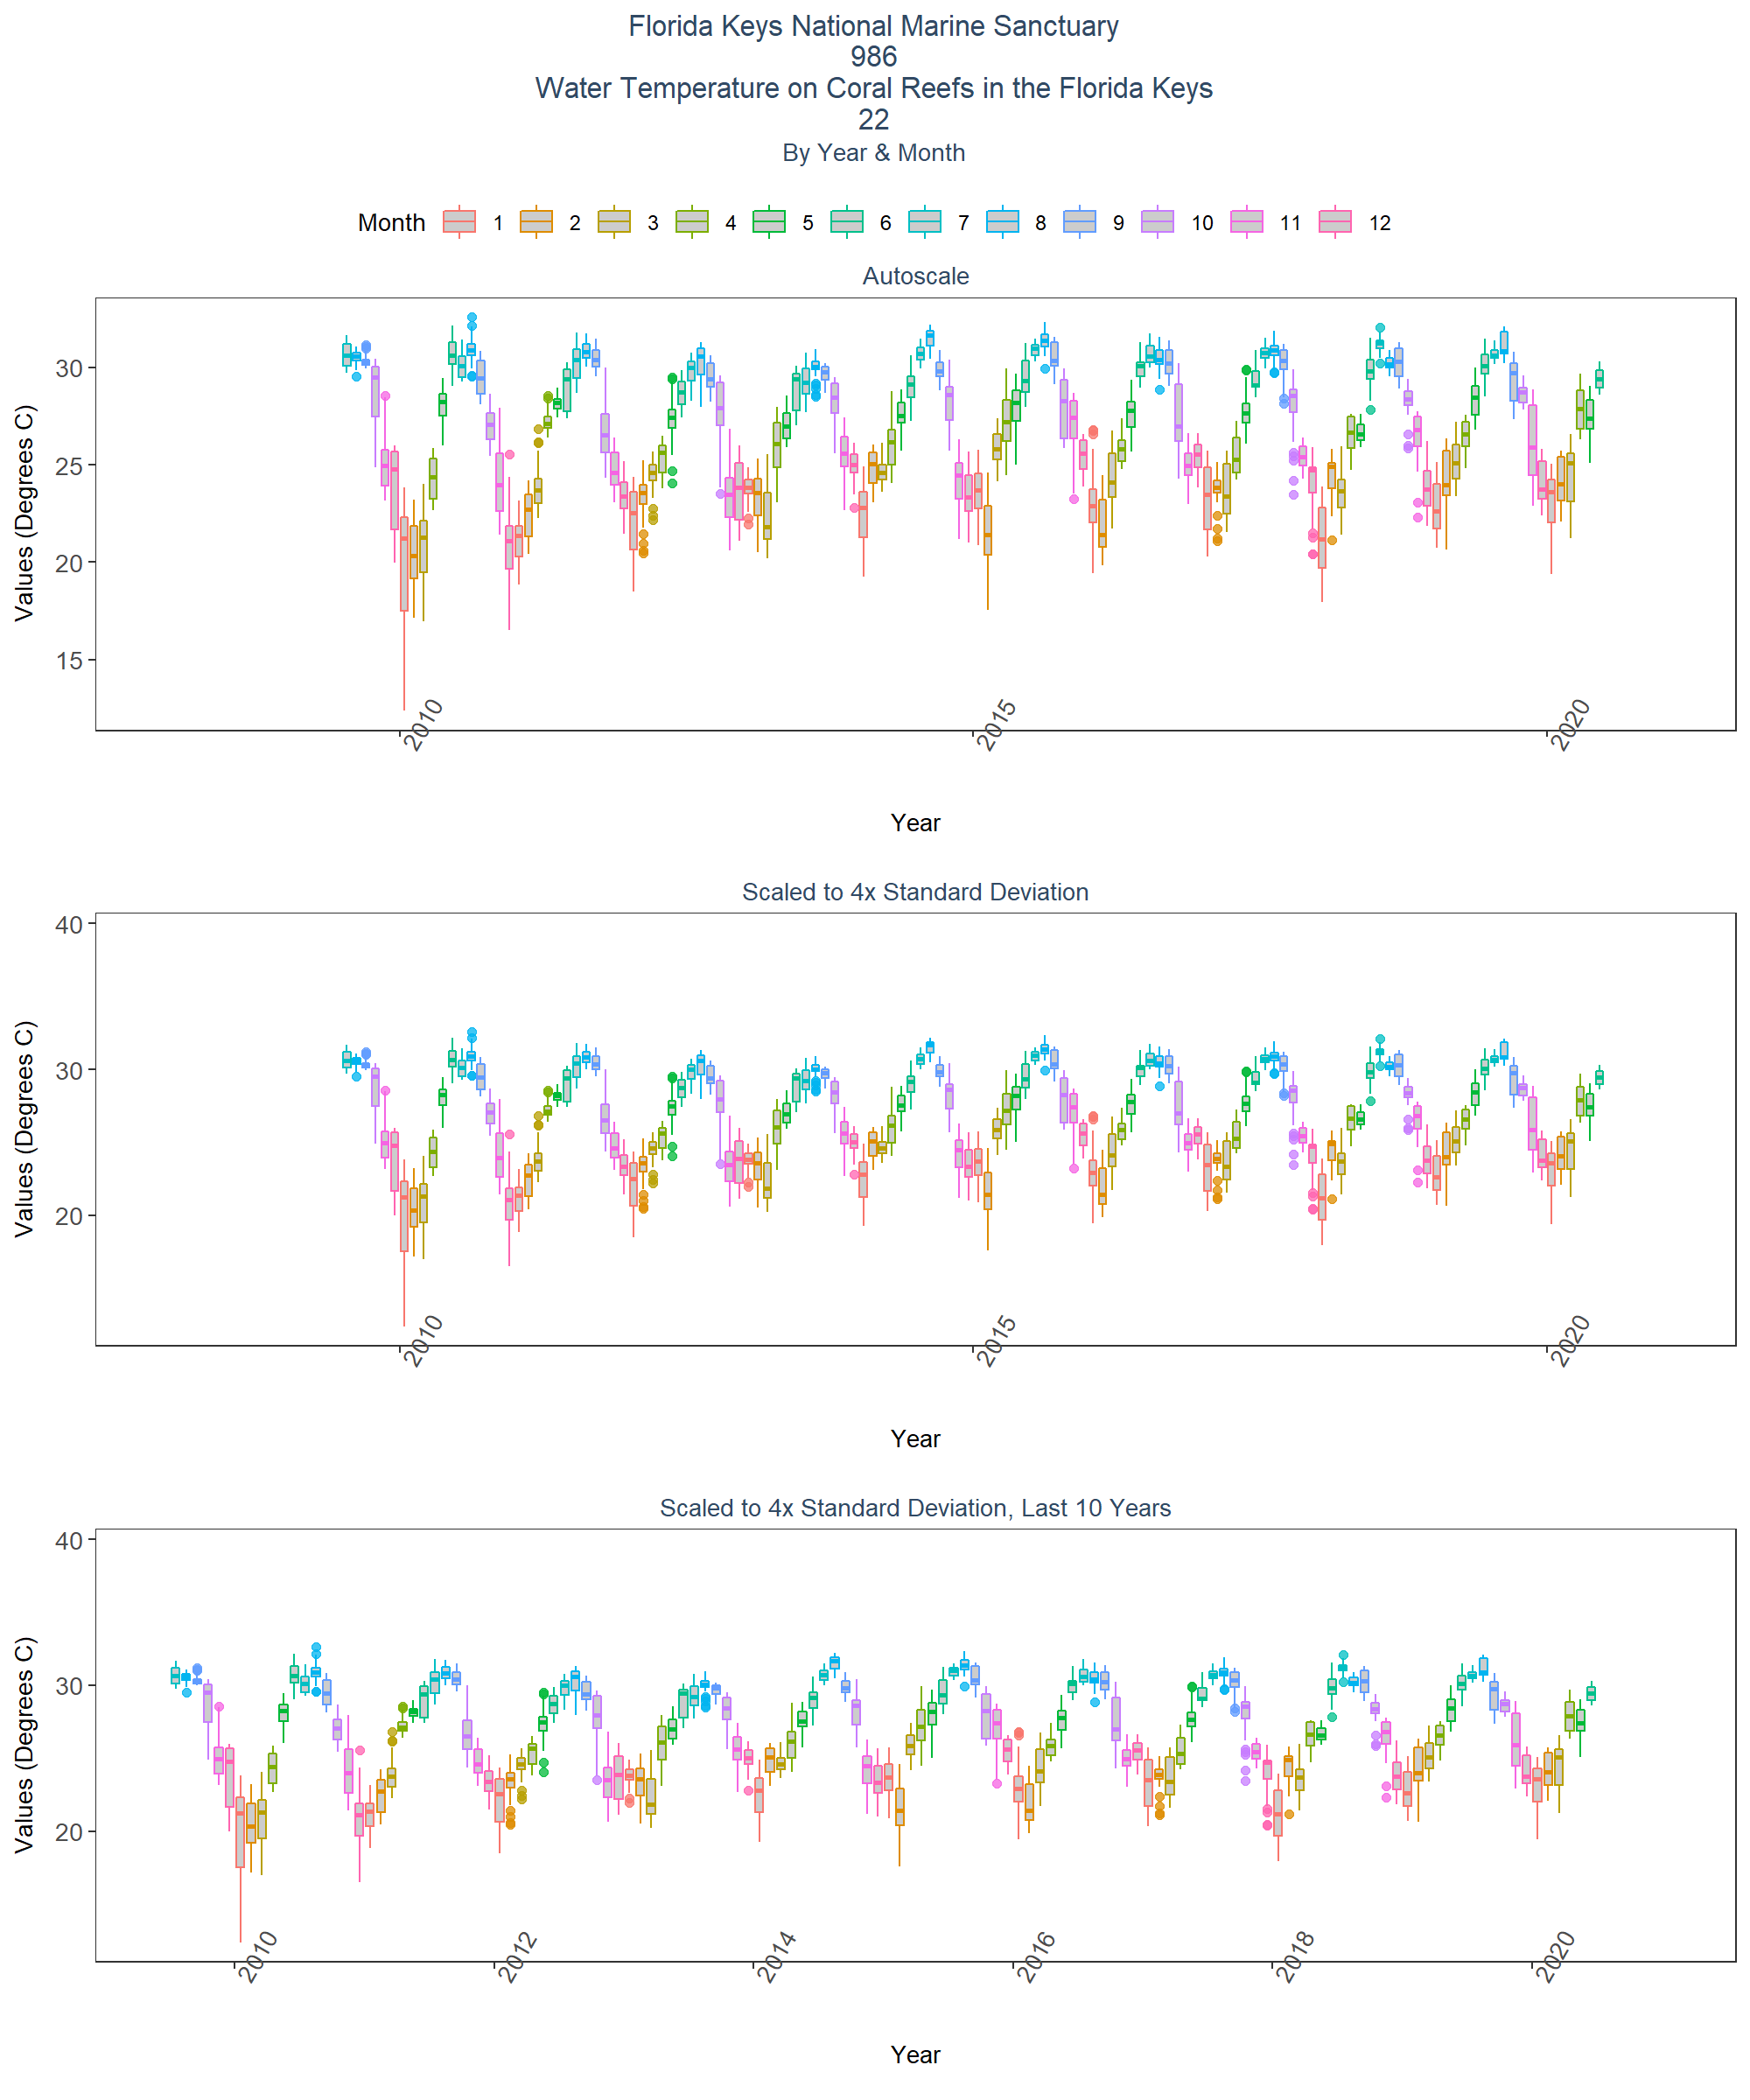 Florida Keys National Marine Sanctuary
986
Water Temperature on Coral Reefs in the Florida Keys
22
By Year & Month
Month 1 2 3 4 5 6 7 8 9 10 11 12
Autoscale
Values (Degrees C)
30
25
20
15
2010 2015 2020
Year
Scaled to 4x Standard Deviation
Values (Degrees C)
40
30
20
2010 2015 2020
Year
Scaled to 4x Standard Deviation, Last 10 Years
Values (Degrees C)
40
30
20
2010 2012 2014 2016 2018 2020
Year